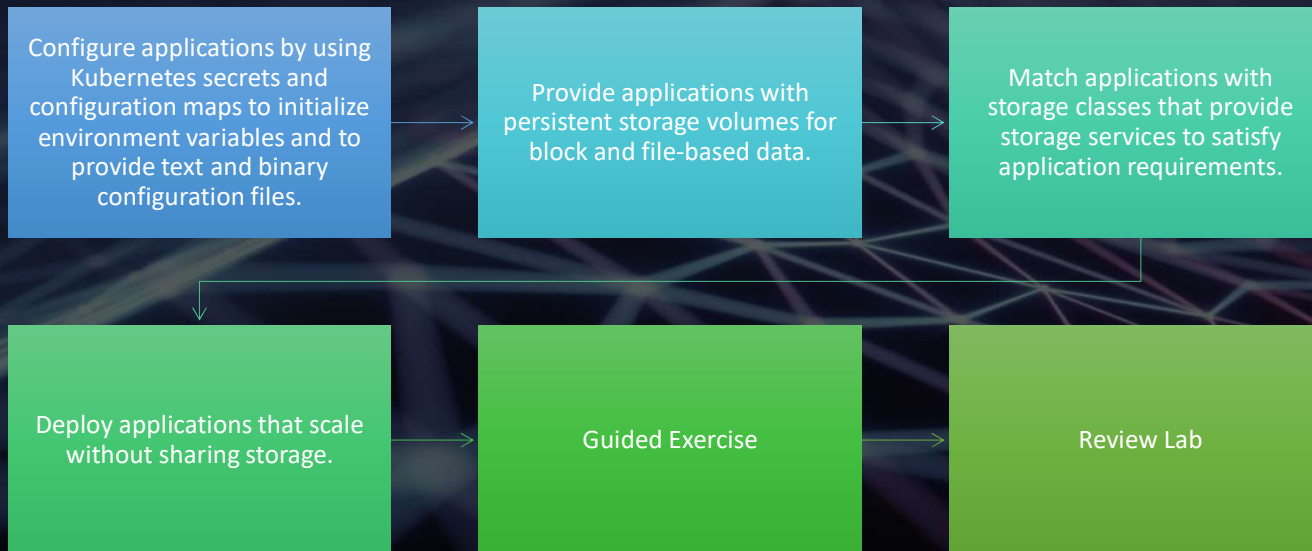 Configure applications by using
Kubernetes secrets and
configuration maps to initialize
environment variables and to
provide text and binary
configuration files.
Provide applications with
persistent storage volumes for
block and file-based data.
Match applications with
storage classes that provide
storage services to satisfy
application requirements.
Deploy applications that scale
without sharing storage.
Guided Exercise
Review Lab